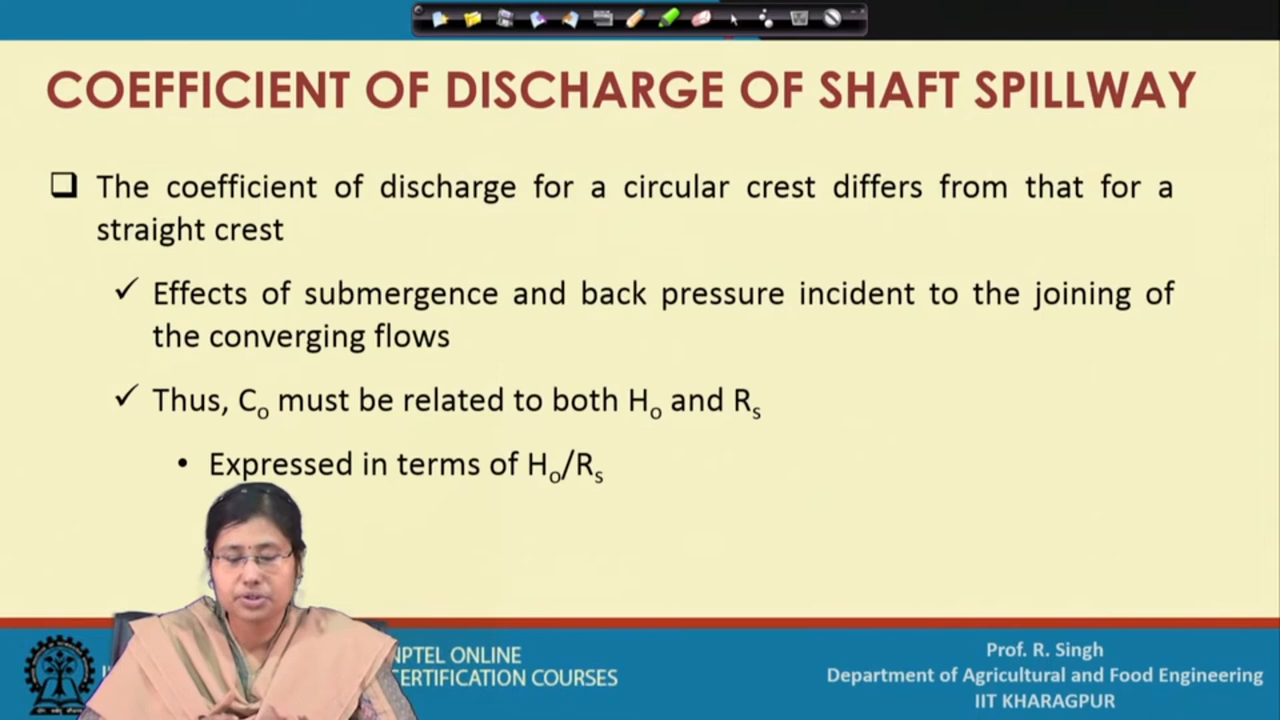 COEFFICIENT OF DISCHARGE OF SHAFT SPILLWAY
❑ The coefficient of discharge for a circular crest differs from that for a
straight crest
✓ Effects of submergence and back pressure incident to the joining of
the converging flows
✓ Thus, Co must be related to both Ho and Rs
• Expressed in terms of Ho/Rs
NPTEL ONLINE
CERTIFICATION COURSES
Prof. R. Singh
Department of Agricultural and Food Engineering
IIT KHARAGPUR